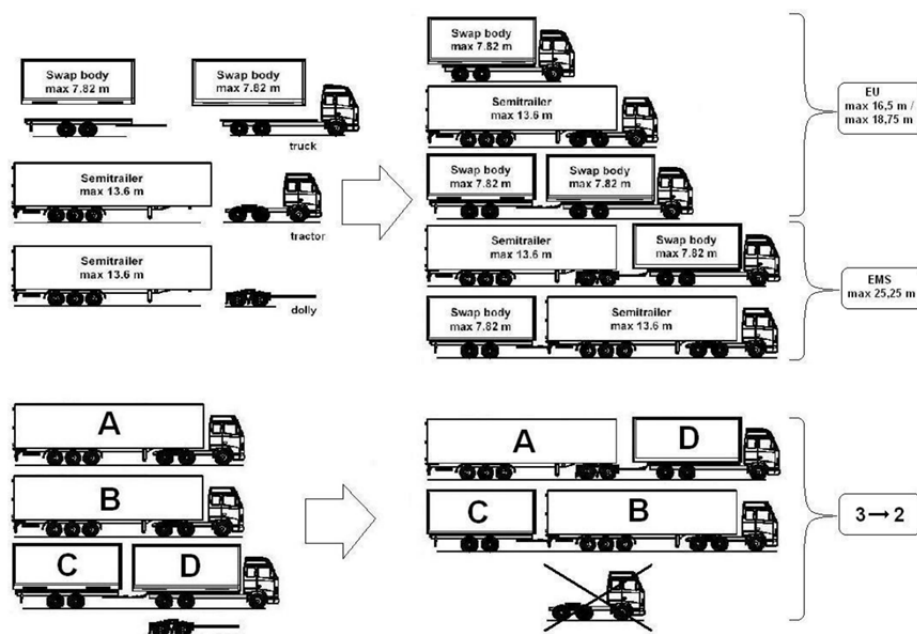 Swap body
max 7.82 m
Swap body
max 7.82 m
truck
Semitrailer
max 13.6 m
tractor
Semitrailer
max 13.6 m
dolly
Swap body
max 7.82 m
Semitrailer
max 13.6 m
Swap body
max 7.82 m
Swap body
max 7.82 m
EU
max 16,5 m /
max 18,75 m
Semitrailer
max 13.6 m
Swap body
max 7.82 m
Swap body
max 7.82 m
Semitrailer
max 13.6 m
EMS
max 25,25 m
A
B
C
D
A
D
C
B
3→2